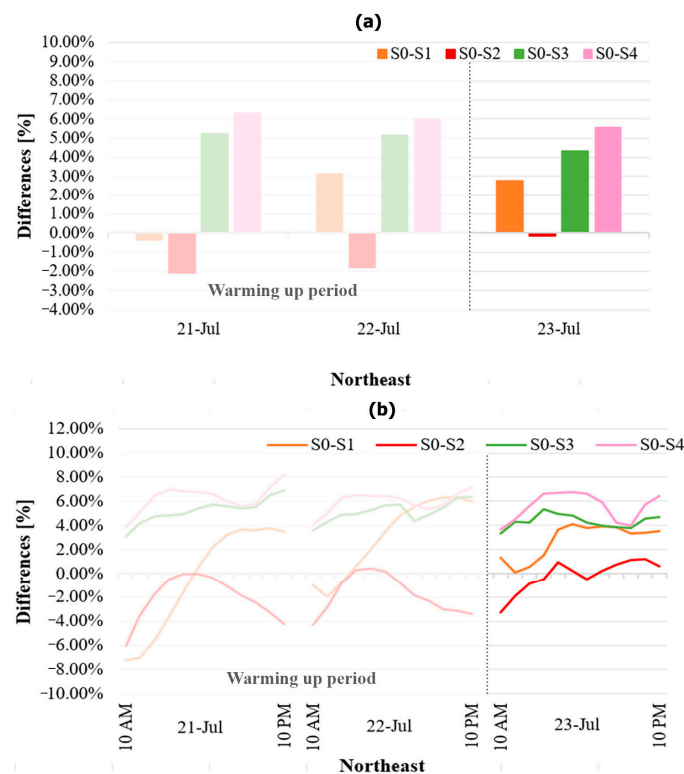 (a)
10.00%
9.00%
8.00%
7.00%
6.00%
5.00%
4.00%
3.00%
2.00%
1.00%
0.00%
−1.00%
−2.00%
−3.00%
−4.00%
Differences [%]
S0-S1 S0-S2 S0-S3 S0-S4
Warming up period
21-Jul 22-Jul 23-Jul
Northeast
(b)
12.00%
10.00%
8.00%
6.00%
4.00%
2.00%
0.00%
−2.00%
−4.00%
−6.00%
−8.00%
−10.00%
Differences [%]
S0-S1 S0-S2 S0-S3 S0-S4
Warming up period
10 AM 21-Jul 10 PM 10 AM 22-Jul 10 PM 10 AM 23-Jul 10 PM
Northeast